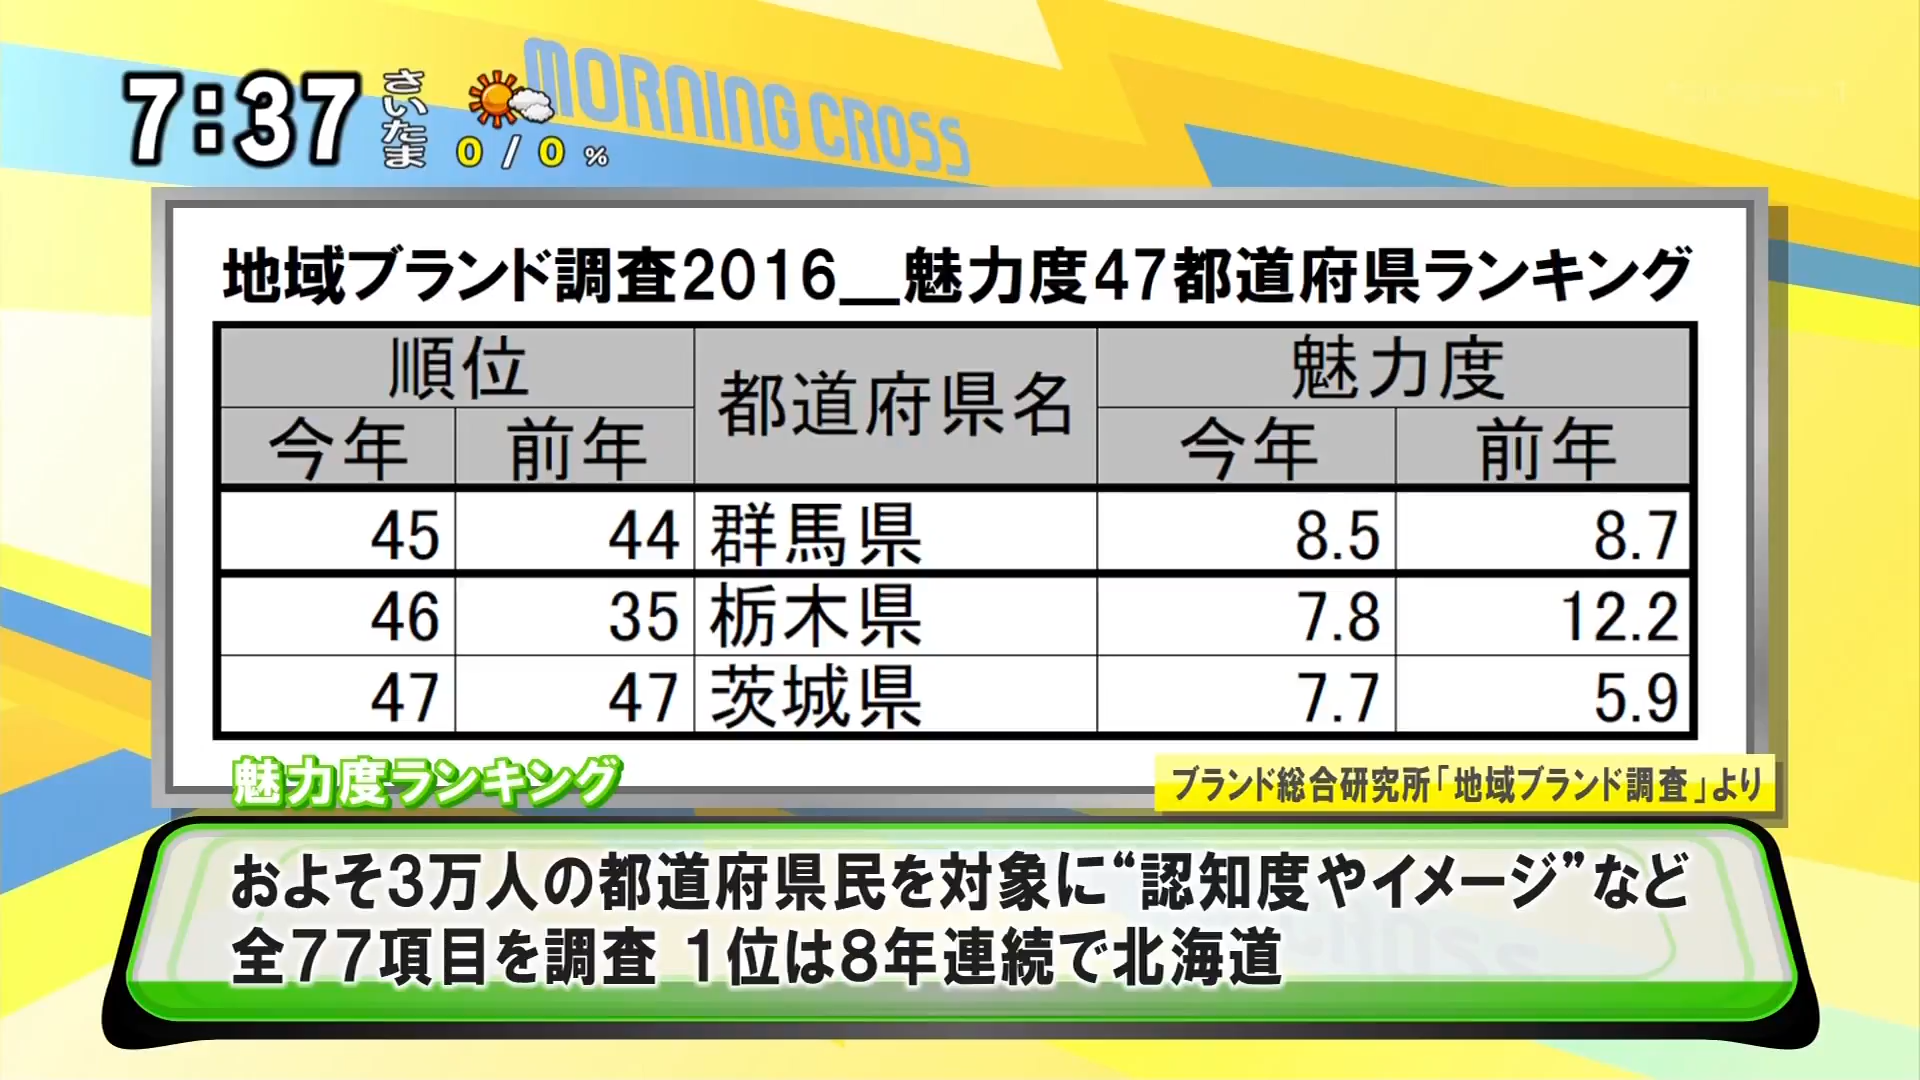 7:37
さいたま
0 / 0 %
MORNING CROSS
地域ブランド調査2016__魅力度47都道府県ランキング
順位 都道府県名 魅力度
今年 前年 今年 前年
45 44 群馬県 8.5 8.7
46 35 栃木県 7.8 12.2
47 47 茨城県 7.7 5.9
魅力度ランキング
ブランド総合研究所「地域ブランド調査」より
およそ3万人の都道府県民を対象に“認知度やイメージ”など
全77項目を調査 1位は8年連続で北海道